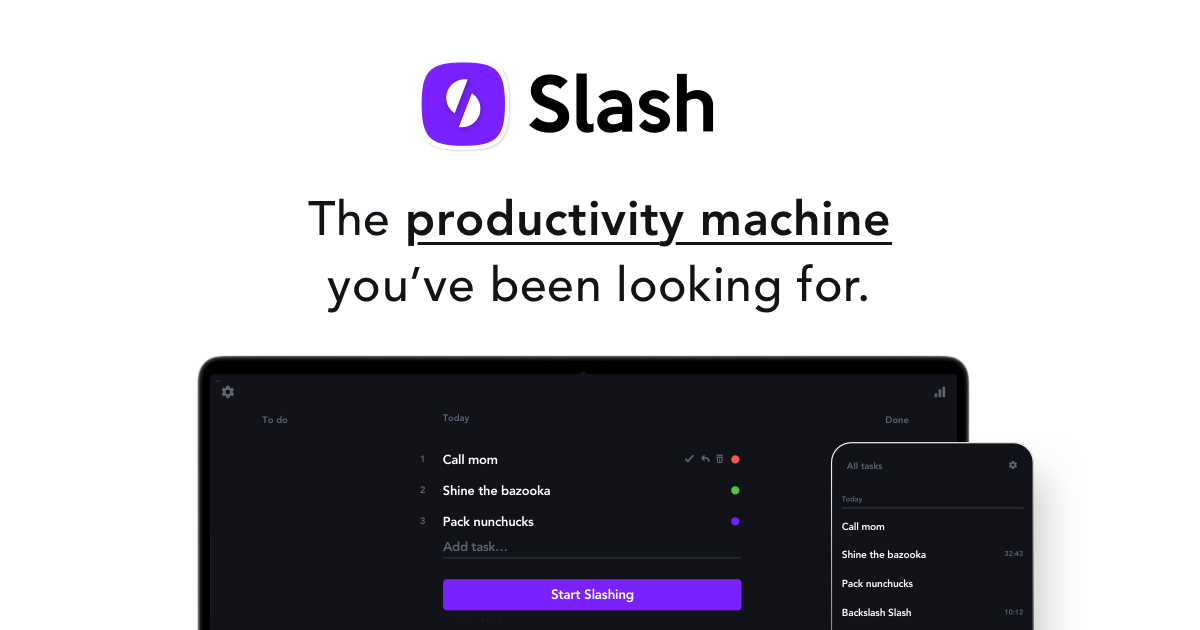 Slash
The productivity machine
you’ve been looking for.
To do
Today
Done
1 Call mom
2 Shine the bazooka
3 Pack nunchucks
Add task...
Start Slashing
All tasks
Today
Call mom
Shine the bazooka 32:43
Pack nunchucks
Backslash Slash 10:12